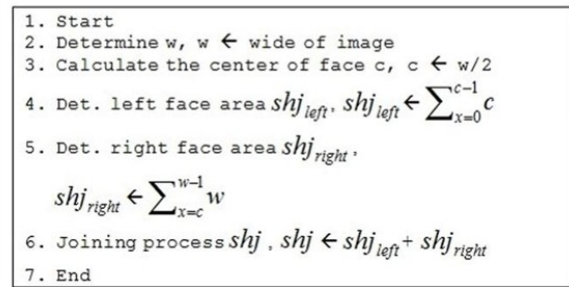 1. Start
2. Determine w, w ← wide of image
3. Calculate the center of face c, c ← w/2
4. Det. left face area shj_left, shj_left ← ∑_{x=0}^{c−1} c
5. Det. right face area shj_right,
shj_right ← ∑_{x=c}^{w−1} w
6. Joining process shj, shj ← shj_left + shj_right
7. End